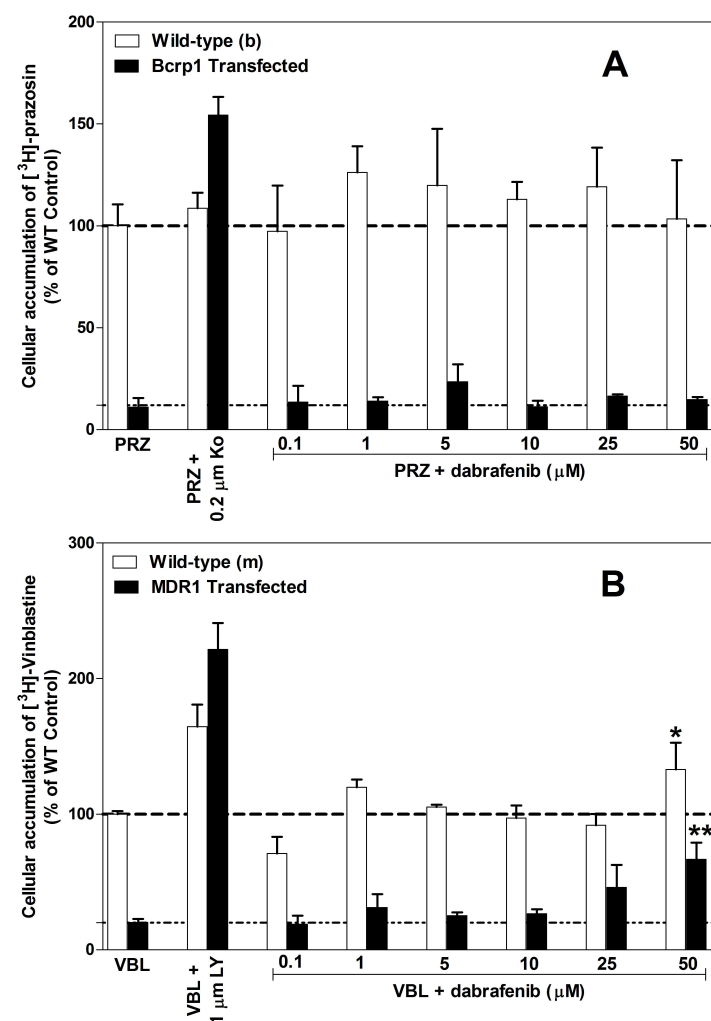 200
150
100
50
0
Cellular accumulation of [³H]-prazosin
(% of WT Control)
Wild-type (b)
Bcrp1 Transfected
A
PRZ
PRZ +
0.2 μm Ko
0.1 1 5 10 25 50
PRZ + dabrafenib (μM)
300
200
100
0
Cellular accumulation of [³H]-Vinblastine
(% of WT Control)
Wild-type (m)
MDR1 Transfected
B
*
**
VBL
VBL +
1 μm LY
0.1 1 5 10 25 50
VBL + dabrafenib (μM)